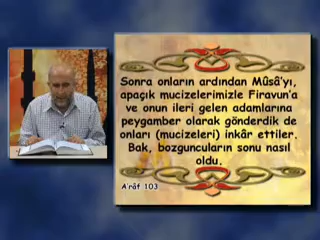 Sonra onların ardından Mûsâ'yı,
apaçık mucizelerimizle Firavun'a
ve onun ileri gelen adamlarına
peygamber olarak gönderdik de
onları (mucizeleri) inkâr ettiler.
Bak, bozguncuların sonu nasıl
oldu.
A'râf 103